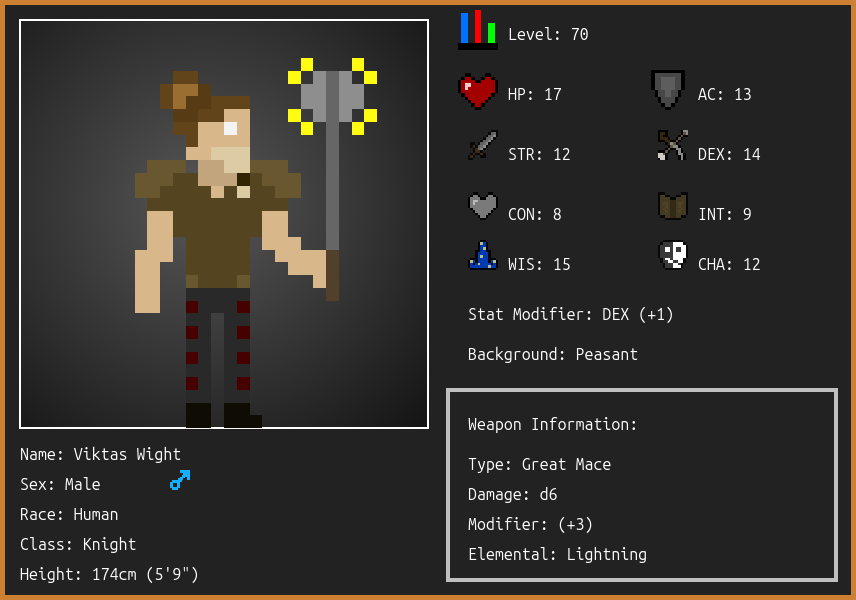 Level: 70
HP: 17
AC: 13
STR: 12
DEX: 14
CON: 8
INT: 9
WIS: 15
CHA: 12
Stat Modifier: DEX (+1)
Background: Peasant
Weapon Information:
Type: Great Mace
Damage: d6
Modifier: (+3)
Elemental: Lightning
Name: Viktas Wight
Sex: Male
Race: Human
Class: Knight
Height: 174cm (5'9")